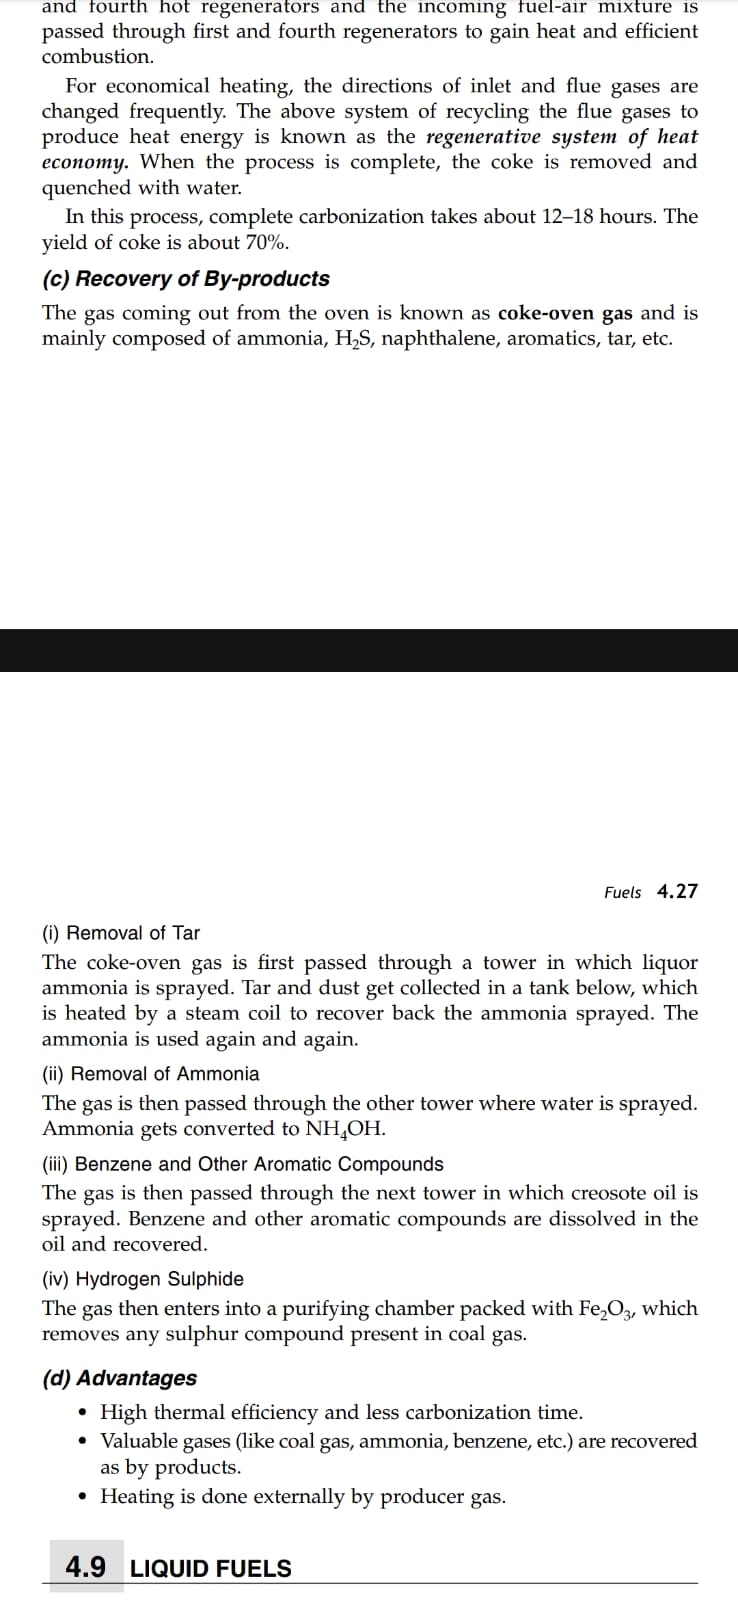 and fourth hot regenerators and the incoming fuel-air mixture is
passed through first and fourth regenerators to gain heat and efficient
combustion.
For economical heating, the directions of inlet and flue gases are
changed frequently. The above system of recycling the flue gases to
produce heat energy is known as the regenerative system of heat
economy. When the process is complete, the coke is removed and
quenched with water.
In this process, complete carbonization takes about 12–18 hours. The
yield of coke is about 70%.
(c) Recovery of By-products
The gas coming out from the oven is known as coke-oven gas and is
mainly composed of ammonia, H₂S, naphthalene, aromatics, tar, etc.
Fuels 4.27
(i) Removal of Tar
The coke-oven gas is first passed through a tower in which liquor
ammonia is sprayed. Tar and dust get collected in a tank below, which
is heated by a steam coil to recover back the ammonia sprayed. The
ammonia is used again and again.
(ii) Removal of Ammonia
The gas is then passed through the other tower where water is sprayed.
Ammonia gets converted to NH₄OH.
(iii) Benzene and Other Aromatic Compounds
The gas is then passed through the next tower in which creosote oil is
sprayed. Benzene and other aromatic compounds are dissolved in the
oil and recovered.
(iv) Hydrogen Sulphide
The gas then enters into a purifying chamber packed with Fe₂O₃, which
removes any sulphur compound present in coal gas.
(d) Advantages
• High thermal efficiency and less carbonization time.
• Valuable gases (like coal gas, ammonia, benzene, etc.) are recovered
as by products.
• Heating is done externally by producer gas.
4.9 LIQUID FUELS